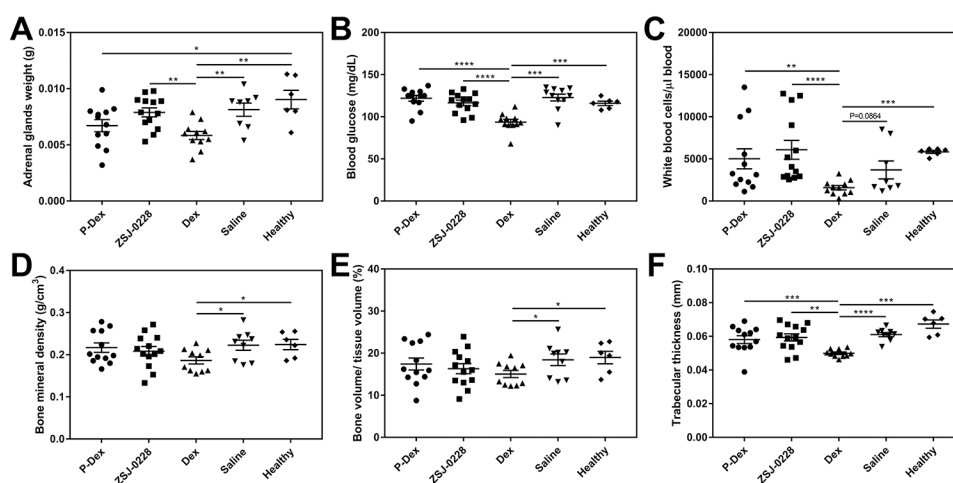 A
Adrenal glands weight (g)
0.015
0.010
0.005
0.000
*
**
**
**
P-Dex
ZSJ-0228
Dex
Saline
Healthy
B
Blood glucose (mg/dL)
200
150
100
50
0
****
***
****
***
P-Dex
ZSJ-0228
Dex
Saline
Healthy
C
White blood cells/µl blood
20000
15000
10000
5000
0
**
****
***
P=0.0864
P-Dex
ZSJ-0228
Dex
Saline
Healthy
D
Bone mineral density (g/cm3)
0.4
0.3
0.2
0.1
0.0
*
*
P-Dex
ZSJ-0228
Dex
Saline
Healthy
E
Bone volume/ tissue volume (%)
40
30
20
10
0
*
*
P-Dex
ZSJ-0228
Dex
Saline
Healthy
F
Trabecular thickness (mm)
0.10
0.08
0.06
0.04
0.02
0.00
***
***
**
****
P-Dex
ZSJ-0228
Dex
Saline
Healthy